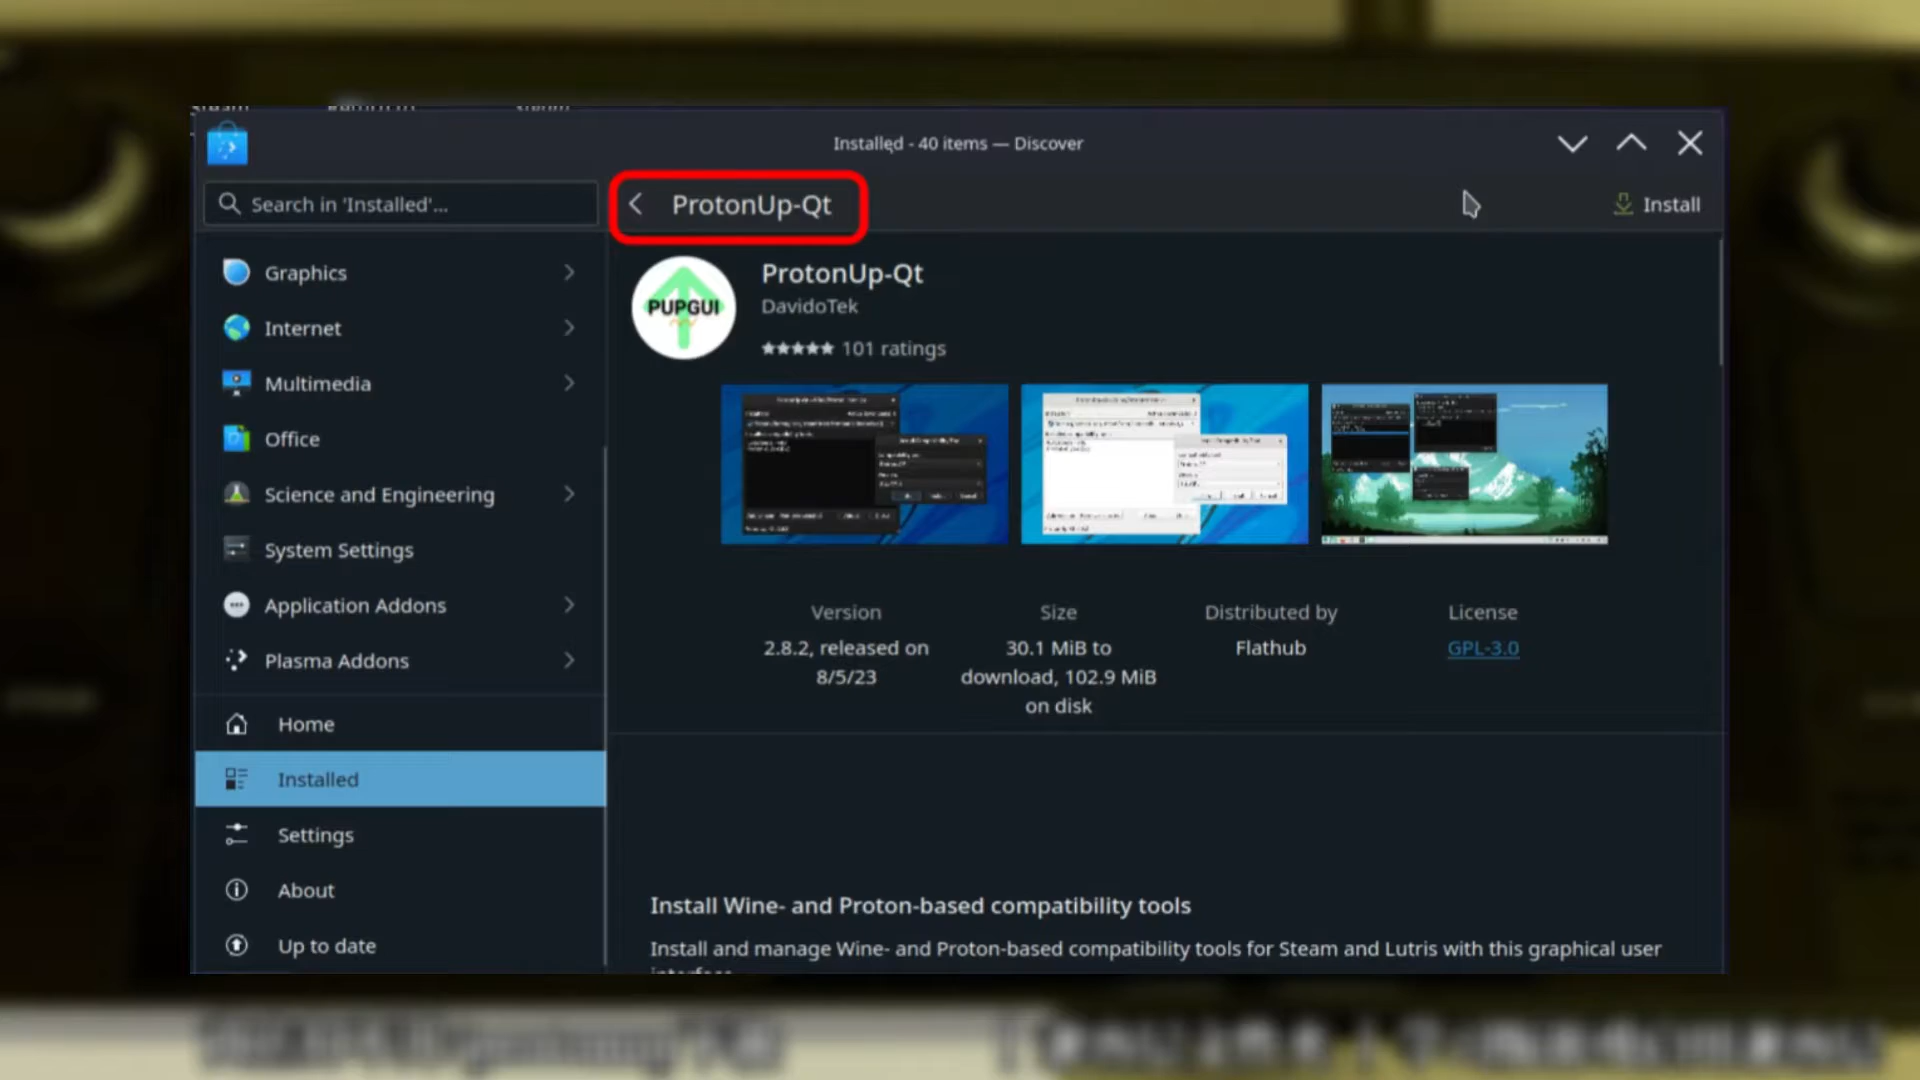 Installed - 40 items — Discover
Search in 'Installed'...
ProtonUp-Qt
Install
Graphics
Internet
Multimedia
Office
Science and Engineering
System Settings
Application Addons
Plasma Addons
Home
Installed
Settings
About
Up to date
PUPGUI
ProtonUp-Qt
DavidoTek
101 ratings
Version
2.8.2, released on
8/5/23
Size
30.1 MiB to
download, 102.9 MiB
on disk
Distributed by
Flathub
License
GPL-3.0
Install Wine- and Proton-based compatibility tools
Install and manage Wine- and Proton-based compatibility tools for Steam and Lutris with this graphical user